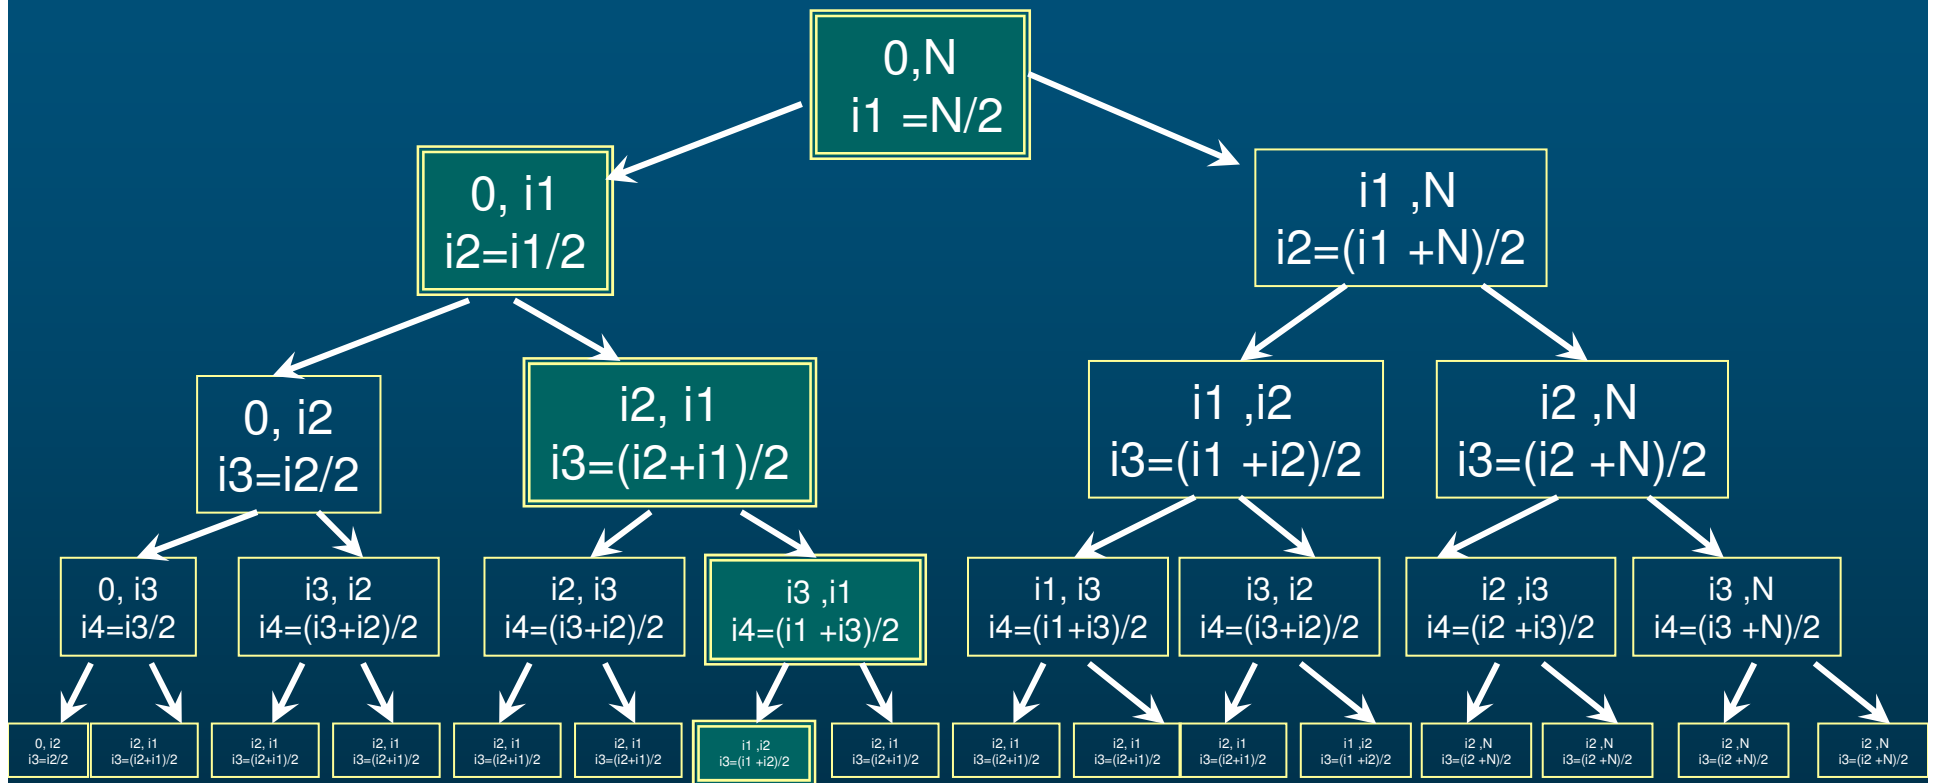 0,N
i1 =N/2
0, i1
i2=i1/2
i1 ,N
i2=(i1 +N)/2
0, i2
i3=i2/2
i2, i1
i3=(i2+i1)/2
i1 ,i2
i3=(i1 +i2)/2
i2 ,N
i3=(i2 +N)/2
0, i3
i4=i3/2
i3, i2
i4=(i3+i2)/2
i2, i3
i4=(i3+i2)/2
i3 ,i1
i4=(i1 +i3)/2
i1, i3
i4=(i1+i3)/2
i3, i2
i4=(i3+i2)/2
i2 ,i3
i4=(i2 +i3)/2
i3 ,N
i4=(i3 +N)/2
0, i2
i3=i2/2
i2, i1
i3=(i2+i1)/2
i2, i1
i3=(i2+i1)/2
i2, i1
i3=(i2+i1)/2
i2, i1
i3=(i2+i1)/2
i2, i1
i3=(i2+i1)/2
i1 ,i2
i3=(i1 +i2)/2
i2, i1
i3=(i2+i1)/2
i2, i1
i3=(i2+i1)/2
i2, i1
i3=(i2+i1)/2
i2, i1
i3=(i2+i1)/2
i1 ,i2
i3=(i1 +i2)/2
i2 ,N
i3=(i2 +N)/2
i2 ,N
i3=(i2 +N)/2
i2 ,N
i3=(i2 +N)/2
i2 ,N
i3=(i2 +N)/2